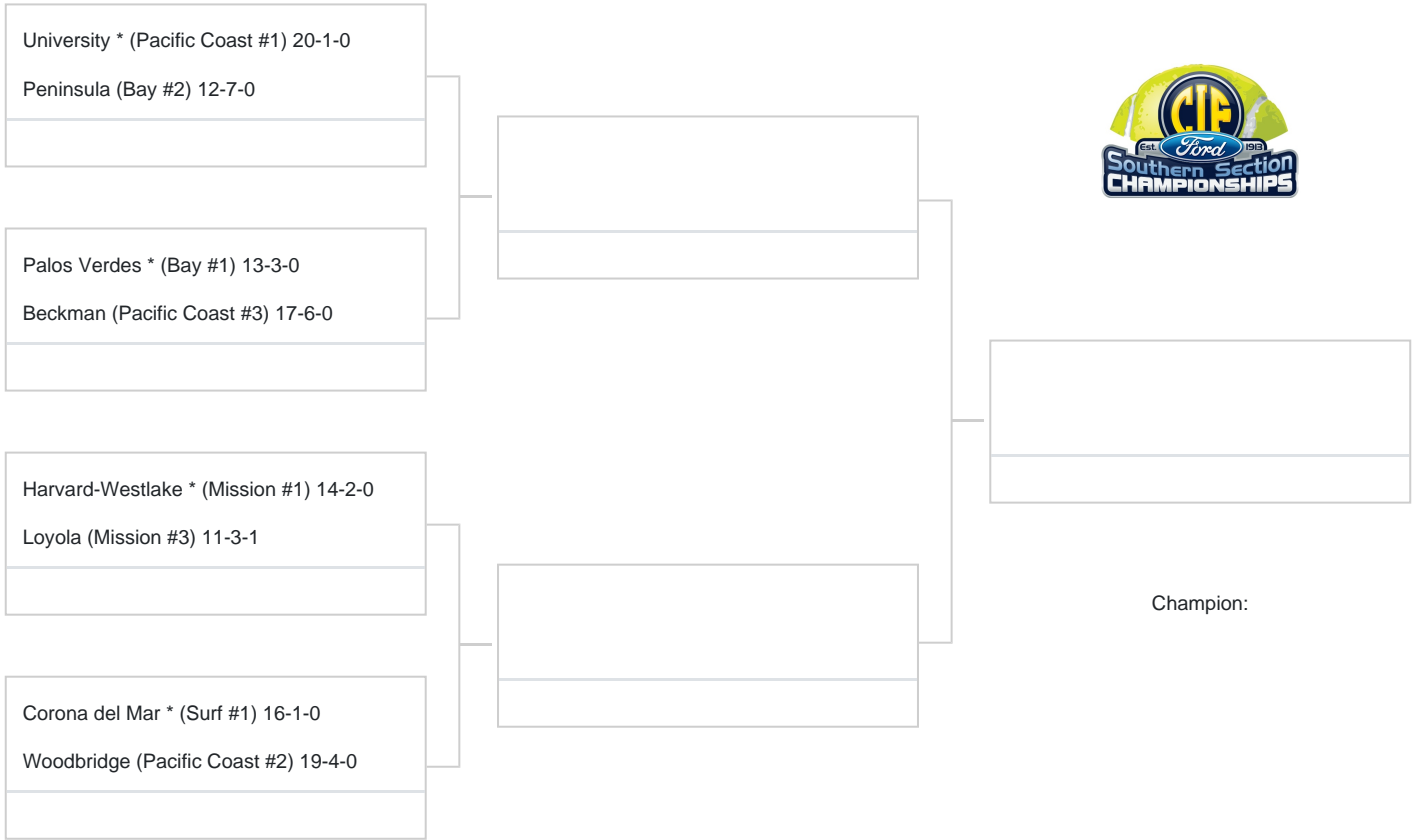 University * (Pacific Coast #1) 20-1-0
Peninsula (Bay #2) 12-7-0
Palos Verdes * (Bay #1) 13-3-0
Beckman (Pacific Coast #3) 17-6-0
Harvard-Westlake * (Mission #1) 14-2-0
Loyola (Mission #3) 11-3-1
Corona del Mar * (Surf #1) 16-1-0
Woodbridge (Pacific Coast #2) 19-4-0
CIF
Est. Ford 1913
Southern Section
CHAMPIONSHIPS
Champion: